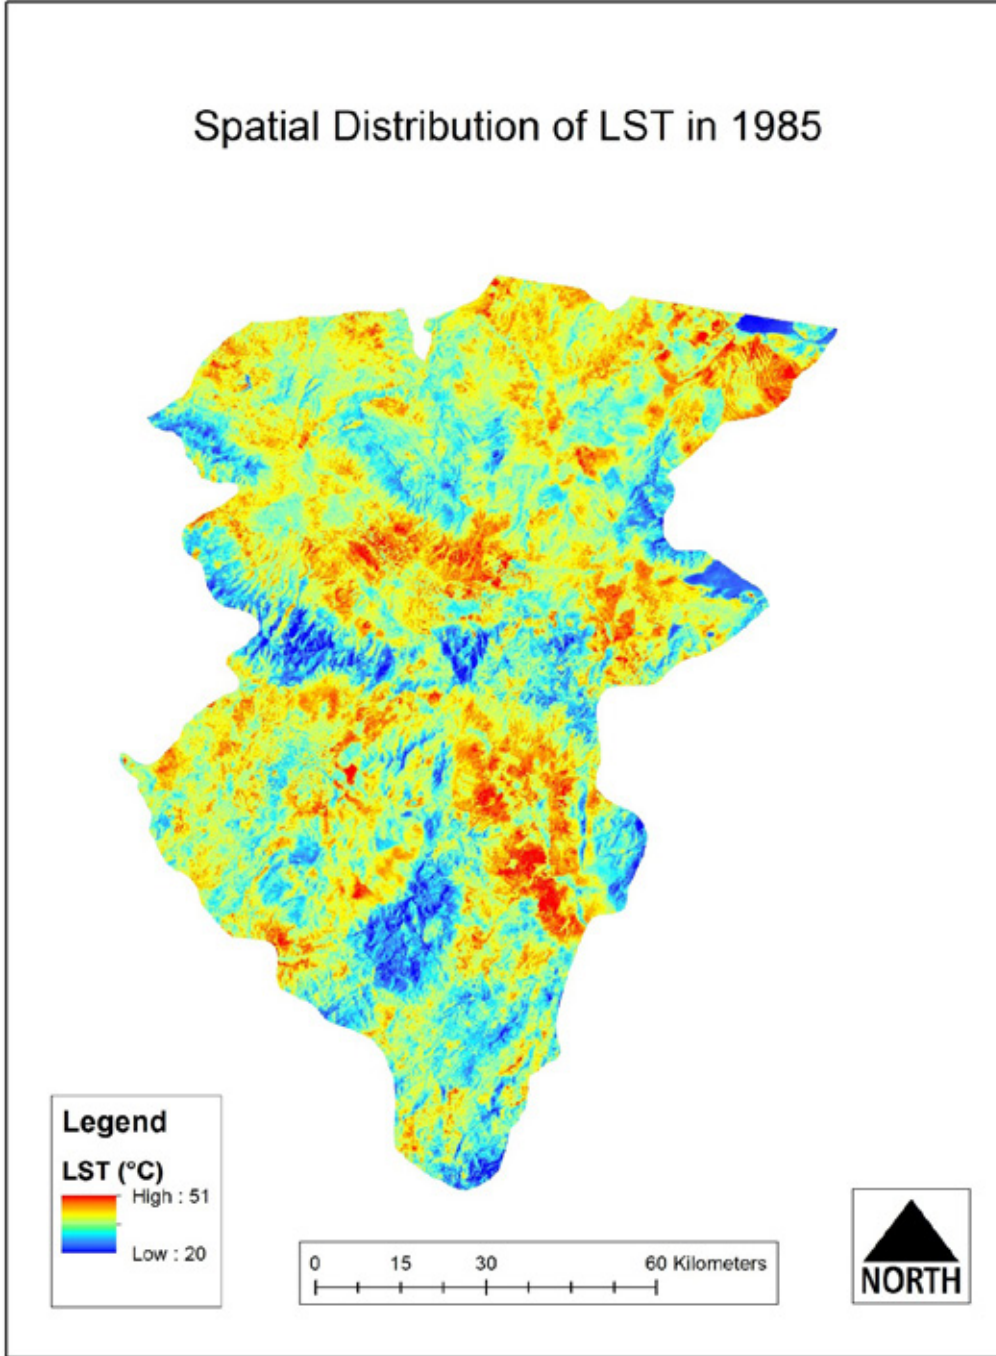 Spatial Distribution of LST in 1985
Legend
LST (°C)
High : 51
Low : 20
0 15 30 60 Kilometers
NORTH